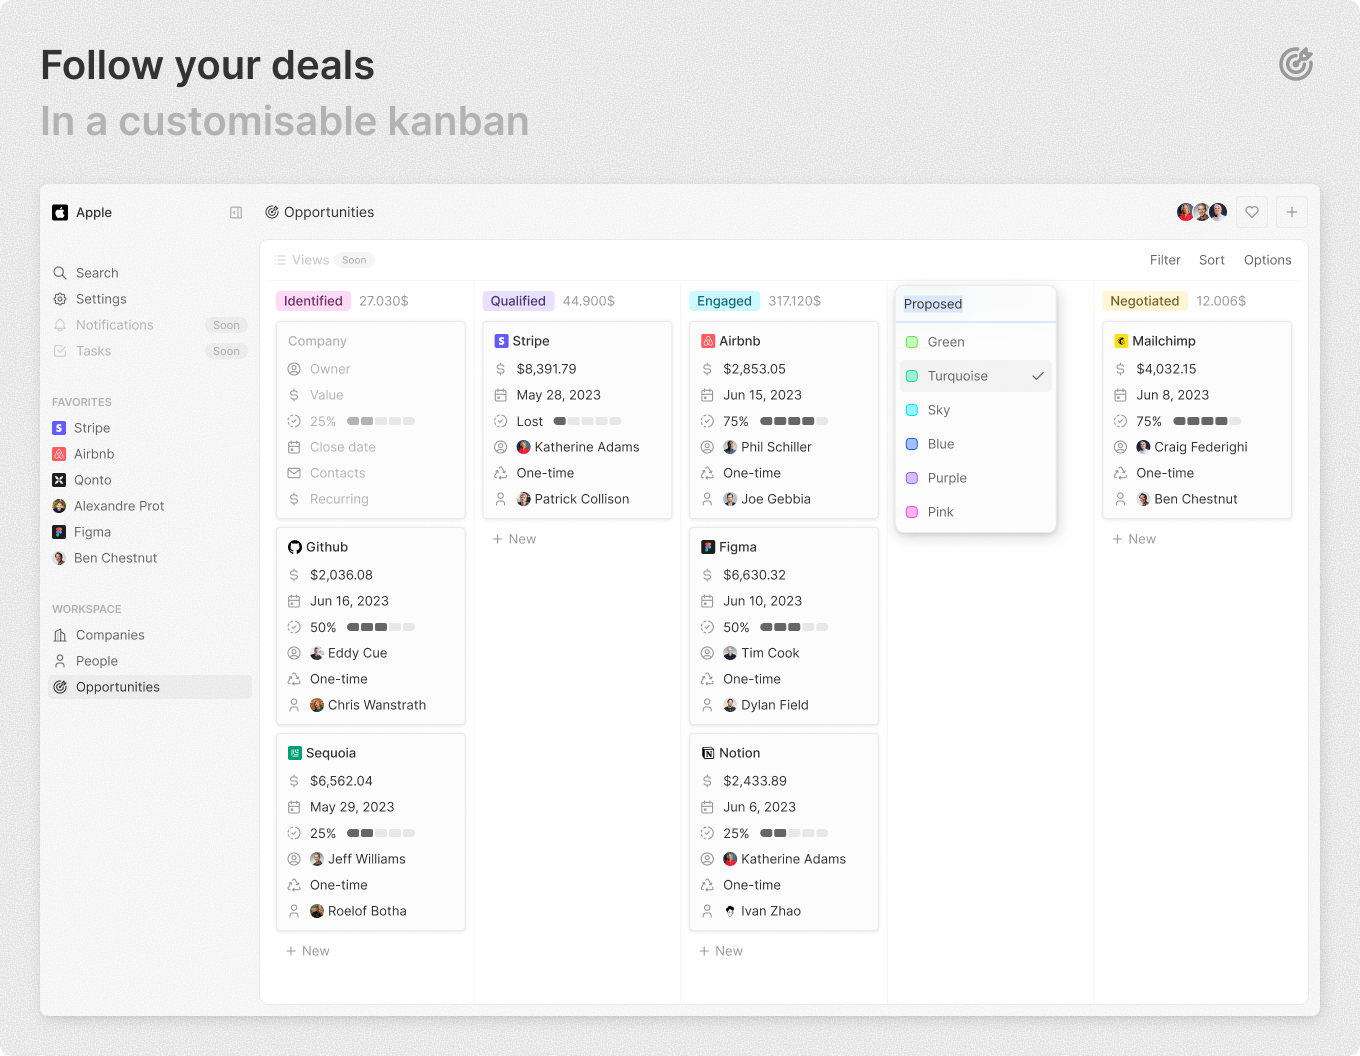 Follow your deals
In a customisable kanban
Apple
Opportunities
Search
Settings
Notifications Soon
Tasks Soon
FAVORITES
Stripe
Airbnb
Qonto
Alexandre Prot
Figma
Ben Chestnut
WORKSPACE
Companies
People
Opportunities
Views Soon
Filter Sort Options
Identified 27.030$
Company
Owner
Value
25%
Close date
Contacts
Recurring
Github
$2,036.08
Jun 16, 2023
50%
Eddy Cue
One-time
Chris Wanstrath
Sequoia
$6,562.04
May 29, 2023
25%
Jeff Williams
One-time
Roelof Botha
+ New
Qualified 44.900$
Stripe
$8,391.79
May 28, 2023
Lost
Katherine Adams
One-time
Patrick Collison
+ New
Engaged 317.120$
Airbnb
$2,853.05
Jun 15, 2023
75%
Phil Schiller
One-time
Joe Gebbia
Figma
$6,630.32
Jun 10, 2023
50%
Tim Cook
One-time
Dylan Field
Notion
$2,433.89
Jun 6, 2023
25%
Katherine Adams
One-time
Ivan Zhao
+ New
Proposed
Green
Turquoise
Sky
Blue
Purple
Pink
Negotiated 12.006$
Mailchimp
$4,032.15
Jun 8, 2023
75%
Craig Federighi
One-time
Ben Chestnut
+ New